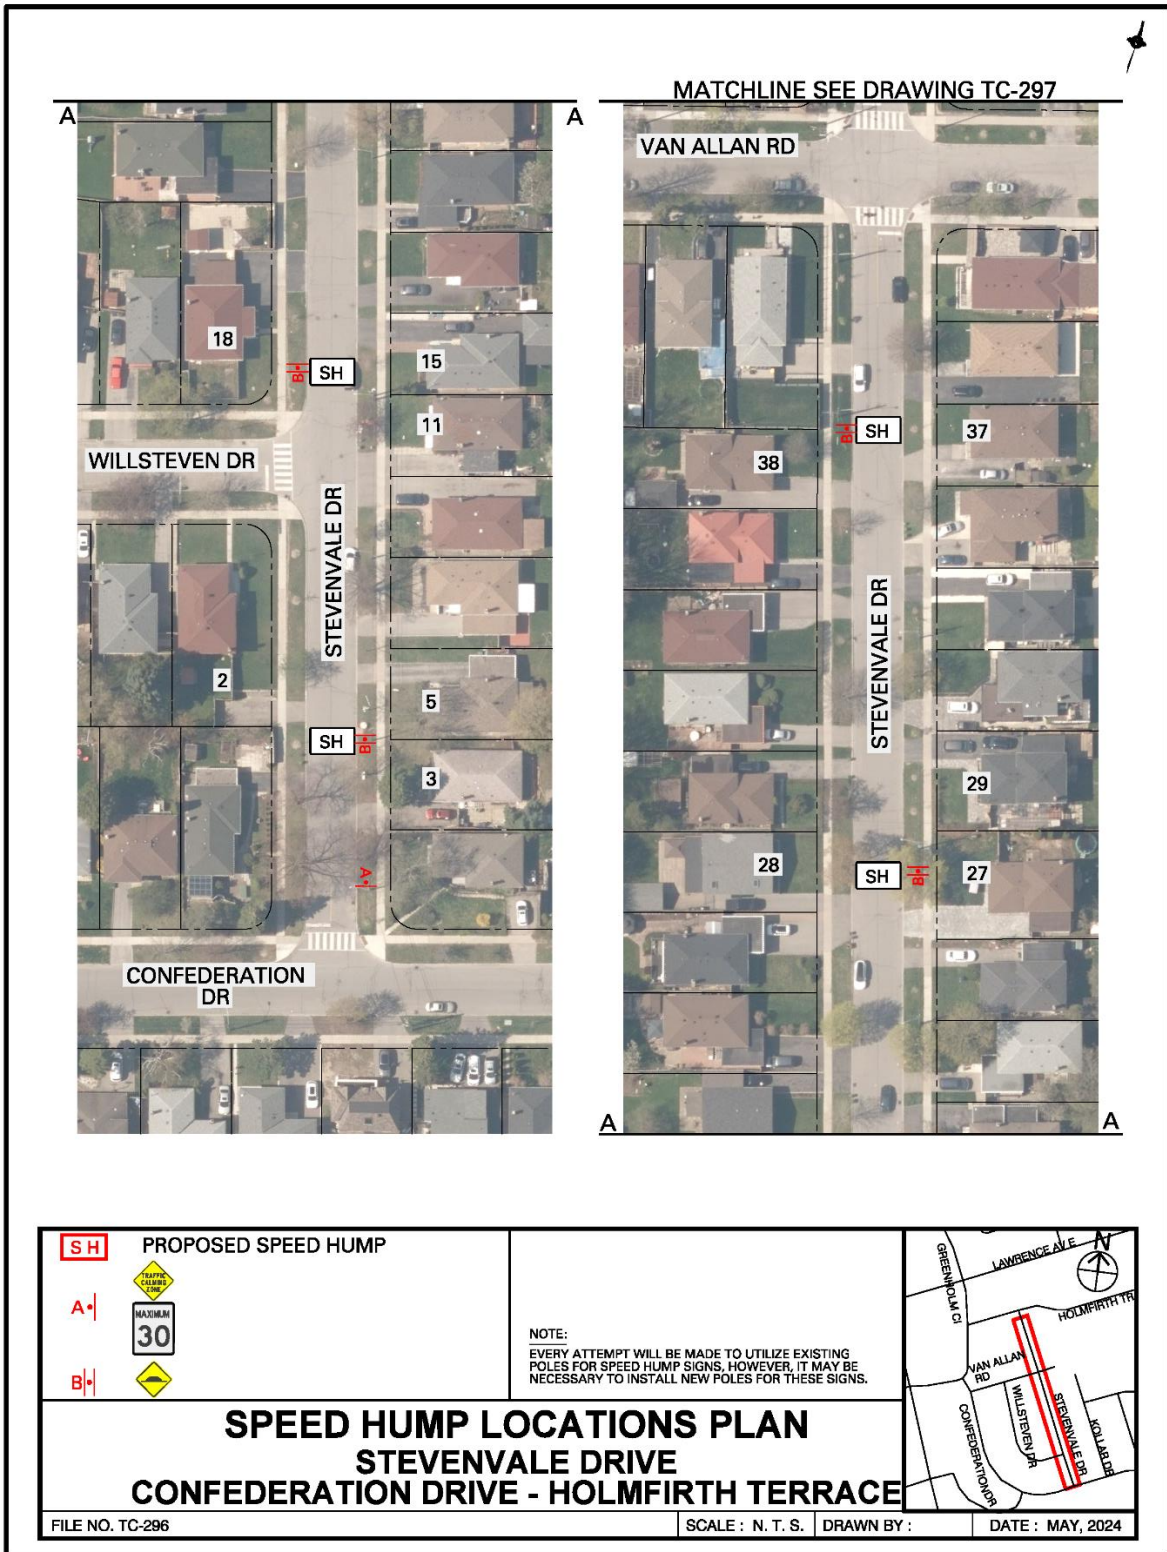 MATCHLINE SEE DRAWING TC-297
A
A
VAN ALLAN RD
18
SH
B
15
11
WILLSTEVEN DR
STEVENVALE DR
2
5
SH
B
3
A
CONFEDERATION
DR
SH
B
37
38
STEVENVALE DR
29
28
SH
B
27
A
A
SH
PROPOSED SPEED HUMP
A
TRAFFIC
CALMING
ZONE
MAXIMUM
30
B
NOTE:
EVERY ATTEMPT WILL BE MADE TO UTILIZE EXISTING
POLES FOR SPEED HUMP SIGNS, HOWEVER, IT MAY BE
NECESSARY TO INSTALL NEW POLES FOR THESE SIGNS.
N
LAWRENCE AV E
GREENHOLM CI
HOLMFIRTH TR
VAN ALLAN
RD
WILLSTEVEN DR
STEVENVALE DR
KOLLAR DR
CONFEDERATION DR
SPEED HUMP LOCATIONS PLAN
STEVENVALE DRIVE
CONFEDERATION DRIVE - HOLMFIRTH TERRACE
FILE NO. TC-296
SCALE : N. T. S.
DRAWN BY :
DATE : MAY, 2024